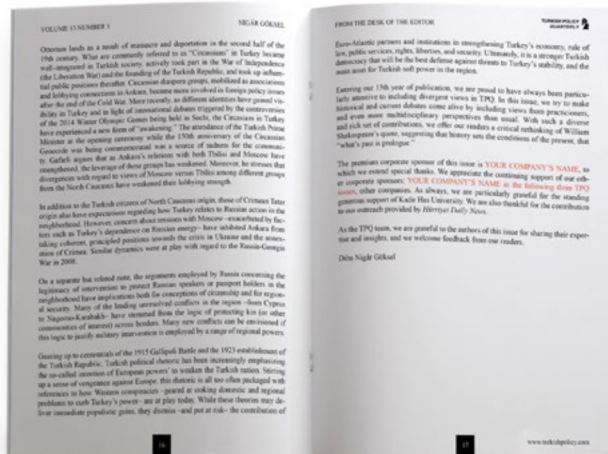 VOLUME 13 NUMBER 1
NIGÂR GÖKSEL
Ottoman lands as a result of massacre and deportation in the second half of the
19th century. What are commonly referred to as "Circassians" in Turkey became
well-integrated in Turkish society, actively took part in the War of Independence
(the Liberation War) and the founding of the Turkish Republic, and took up influen-
tial public positions thereafter. Circassian diaspora groups, mobilized as associations
and lobbying connections in Ankara, became more involved in foreign policy issues
after the end of the Cold War. More recently, as different identities have gained vis-
ibility in Turkey and in light of international debates triggered by the controversies
of the 2014 Winter Olympic Games being held in Sochi, the Circassians in Turkey
have experienced a new form of "awakening." The attendance of the Turkish Prime
Minister at the opening ceremony while the 150th anniversary of the Circassian
Genocide was being commemorated was a source of sadness for the communi-
ty. Gafarlı argues that as Ankara's relations with both Tbilisi and Moscow have
strengthened, the leverage of these groups has weakened. Moreover, he stresses that
divergences with regard to views of Moscow versus Tbilisi among different groups
from the North Caucasus have weakened their lobbying strength.
In addition to the Turkish citizens of North Caucasus origin, those of Crimean Tatar
origin also have expectations regarding how Turkey relates to Russian action in the
neighborhood. However, concern about tensions with Moscow –exacerbated by fac-
tors such as Turkey's dependence on Russian energy– have inhibited Ankara from
taking coherent, principled positions towards the crisis in Ukraine and the annex-
ation of Crimea. Similar dynamics were at play with regard to the Russia-Georgia
War in 2008.
On a separate but related note, the arguments employed by Russia concerning the
legitimacy of intervention to protect Russian speakers or passport holders in the
neighborhood have implications both for conceptions of citizenship and for region-
al security. Many of the lasting unresolved conflicts in the region –from Cyprus
to Nagorno-Karabakh– have stemmed from the logic of protecting kin (or other
communities of interest) across borders. Many new conflicts can be envisioned if
this logic to justify military intervention is employed by a range of regional powers.
Gearing up to centennials of the 1915 Gallipoli Battle and the 1923 establishment of
the Turkish Republic, Turkish political rhetoric has been increasingly emphasizing
the so-called intention of European powers' to weaken the Turkish nation. Stirring
up a sense of vengeance against Europe, this rhetoric is all too often packaged with
references to how Western conspiracies –geared at stoking domestic and regional
problems to curb Turkey's power– are at play today. While these theories may de-
liver immediate populistic gains, they dismiss –and put at risk– the contribution of
16
FROM THE DESK OF THE EDITOR
TURKISH POLICY
QUARTERLY
Euro-Atlantic partners and institutions in strengthening Turkey's economy, rule of
law, public services, rights, liberties, and security. Ultimately, it is a stronger Turkish
democracy that will be the best defense against threats to Turkey's stability, and the
main asset for Turkish soft power in the region.
Entering our 13th year of publication, we are proud to have always been particu-
larly attentive to including divergent views in TPQ. In this issue, we try to make
historical and current debates come alive by including views from practitioners,
and even more multidisciplinary perspectives than usual. With such a diverse
and rich set of contributions, we offer our readers a critical rethinking of William
Shakespeare's quote, suggesting that history sets the conditions of the present, that
"what's past is prologue."
The premium corporate sponsor of this issue is YOUR COMPANY'S NAME, to
which we extend special thanks. We appreciate the continuing support of our oth-
er corporate sponsors: YOUR COMPANY'S NAME in the following three TPQ
issues, other companies. As always, we are particularly grateful for the standing
generous support of Kadir Has University. We are also thankful for the contribution
to our outreach provided by Hürriyet Daily News.
As the TPQ team, we are grateful to the authors of this issue for sharing their exper-
tise and insights, and we welcome feedback from our readers.
Diba Nigâr Göksel
17
www.turkishpolicy.com